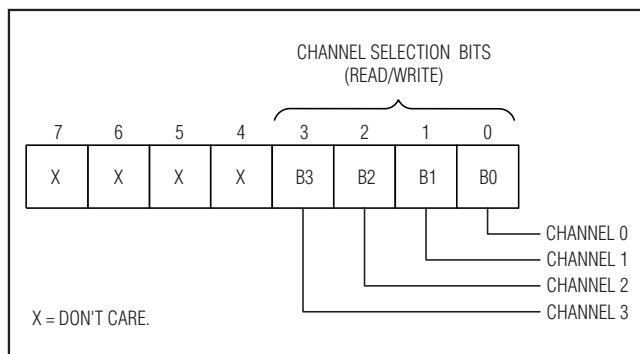 CHANNEL SELECTION BITS
(READ/WRITE)
7 6 5 4 3 2 1 0
X X X X B3 B2 B1 B0
CHANNEL 0
CHANNEL 1
CHANNEL 2
CHANNEL 3
X = DON'T CARE.